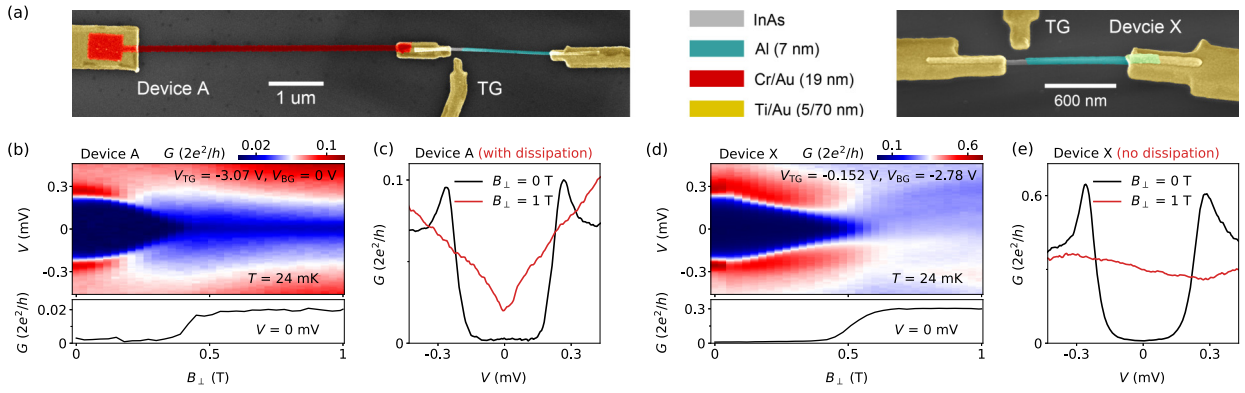 (a)
Device A
1 um
TG
InAs
Al (7 nm)
Cr/Au (19 nm)
Ti/Au (5/70 nm)
TG
Devcie X
600 nm
(b)
Device A
G (2e²/h)
0.02
0.1
V_TG = -3.07 V, V_BG = 0 V
0.3
0
-0.3
V (mV)
T = 24 mK
0.02
0
G (2e²/h)
V = 0 mV
0
0.5
1
B⊥ (T)
(c)
Device A (with dissipation)
0.1
0
G (2e²/h)
B⊥ = 0 T
B⊥ = 1 T
-0.3
0
0.3
V (mV)
(d)
Device X
G (2e²/h)
0.1
0.6
V_TG = -0.152 V, V_BG = -2.78 V
0.3
0
-0.3
V (mV)
T = 24 mK
0.3
0
G (2e²/h)
V = 0 mV
0
0.5
1
B⊥ (T)
(e)
Device X (no dissipation)
0.6
0
G (2e²/h)
B⊥ = 0 T
B⊥ = 1 T
-0.3
0
0.3
V (mV)